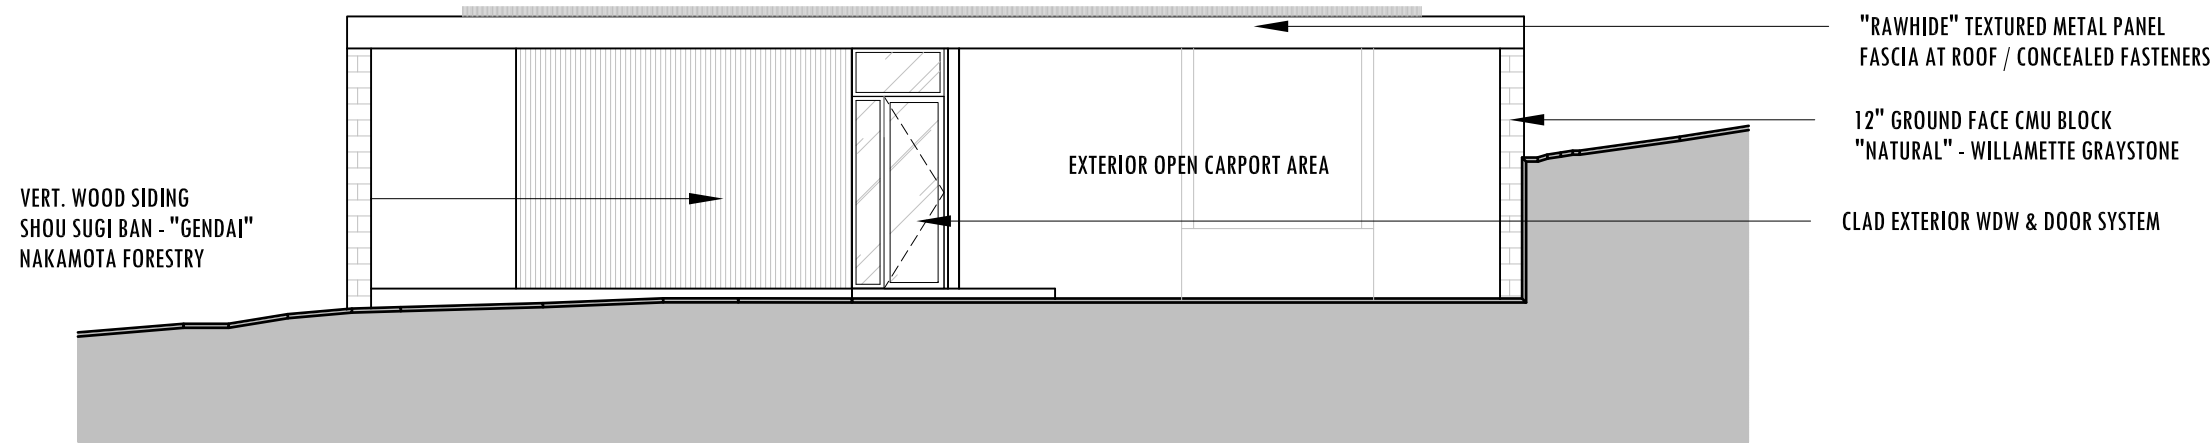 "RAWHIDE" TEXTURED METAL PANEL
FASCIA AT ROOF / CONCEALED FASTENERS
12" GROUND FACE CMU BLOCK
"NATURAL" - WILLAMETTE GRAYSTONE
EXTERIOR OPEN CARPORT AREA
VERT. WOOD SIDING
SHOU SUGI BAN - "GENDAI"
NAKAMOTA FORESTRY
CLAD EXTERIOR WDW & DOOR SYSTEM